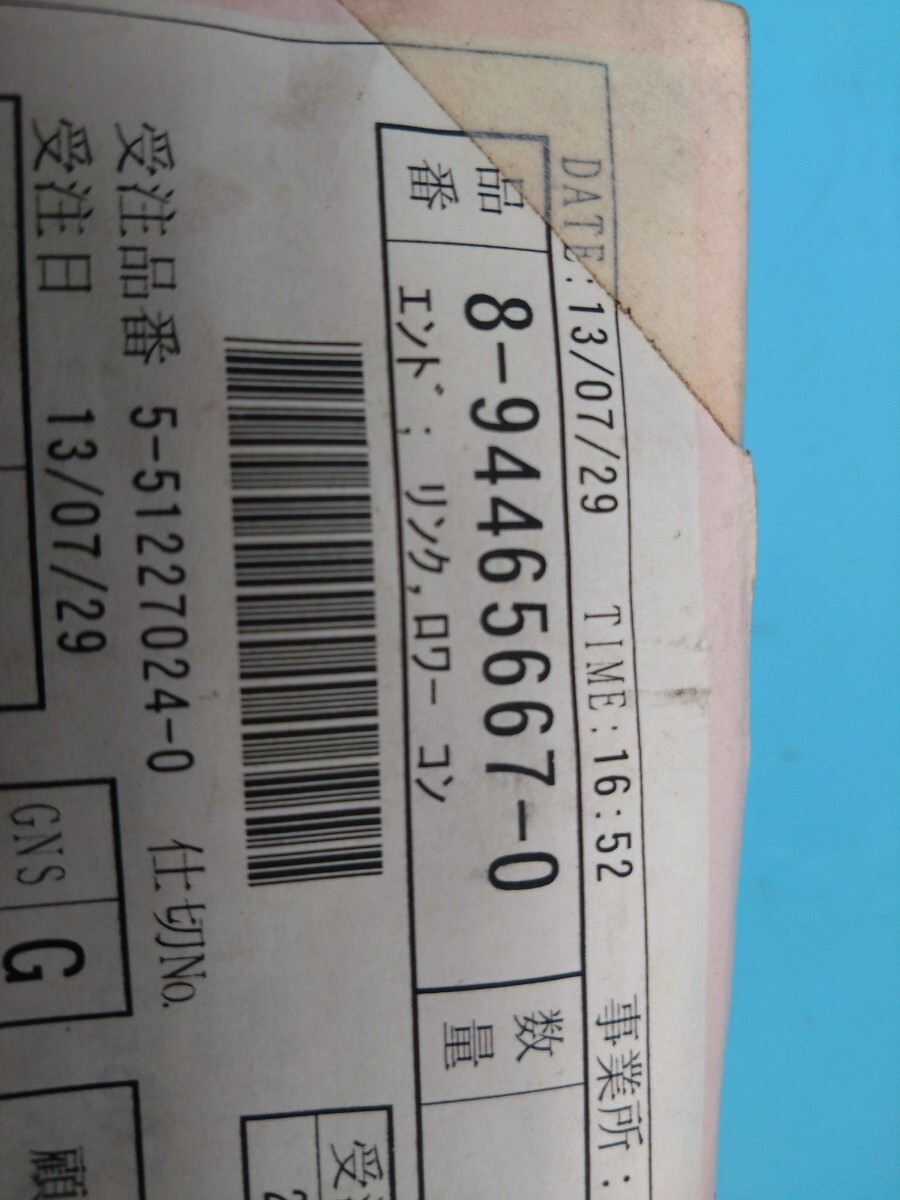 DATE:13/07/29 TIME:16:52 事業所:
品番 8-94465667-0 数量
エンド; リンク,ロワー コン
受注品番 5-51227024-0 仕切No.
受注日 13/07/29
GNS G